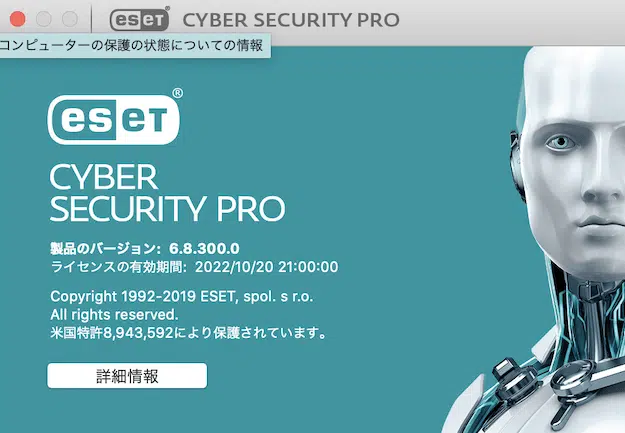 eseT CYBER SECURITY PRO
コンピューターの保護の状態についての情報
eseT®
CYBER
SECURITY PRO
製品のバージョン: 6.8.300.0
ライセンスの有効期間: 2022/10/20 21:00:00
Copyright 1992-2019 ESET, spol. s r.o.
All rights reserved.
米国特許8,943,592により保護されています。
詳細情報